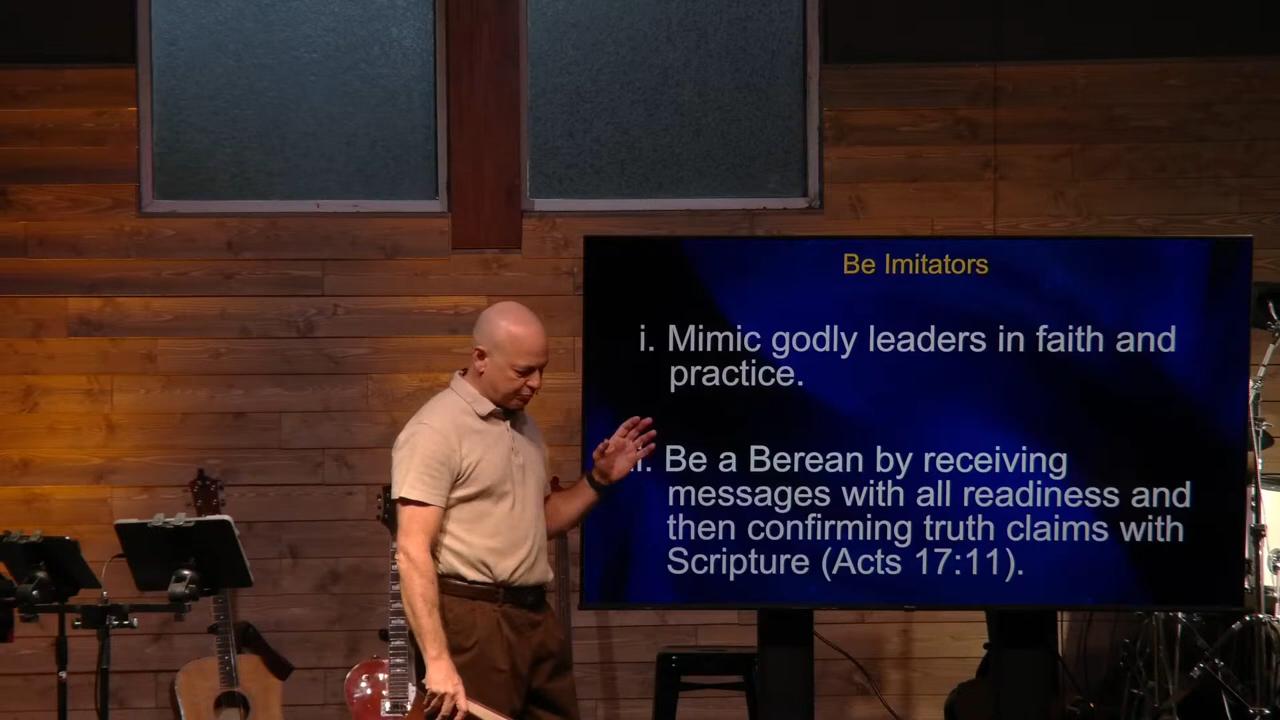 Be Imitators
i. Mimic godly leaders in faith and
practice.
i. Be a Berean by receiving
messages with all readiness and
then confirming truth claims with
Scripture (Acts 17:11).